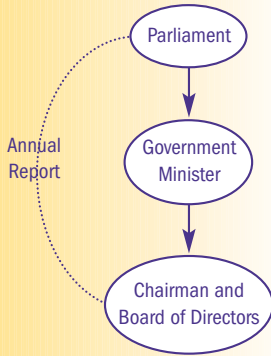 Parliament
Annual
Report
Government
Minister
Chairman and
Board of Directors